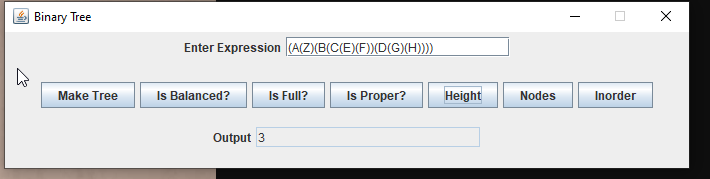 Binary Tree
Enter Expression (A(Z)(B(C(E)(F))(D(G)(H))))
Make Tree Is Balanced? Is Full? Is Proper? Height Nodes Inorder
Output 3